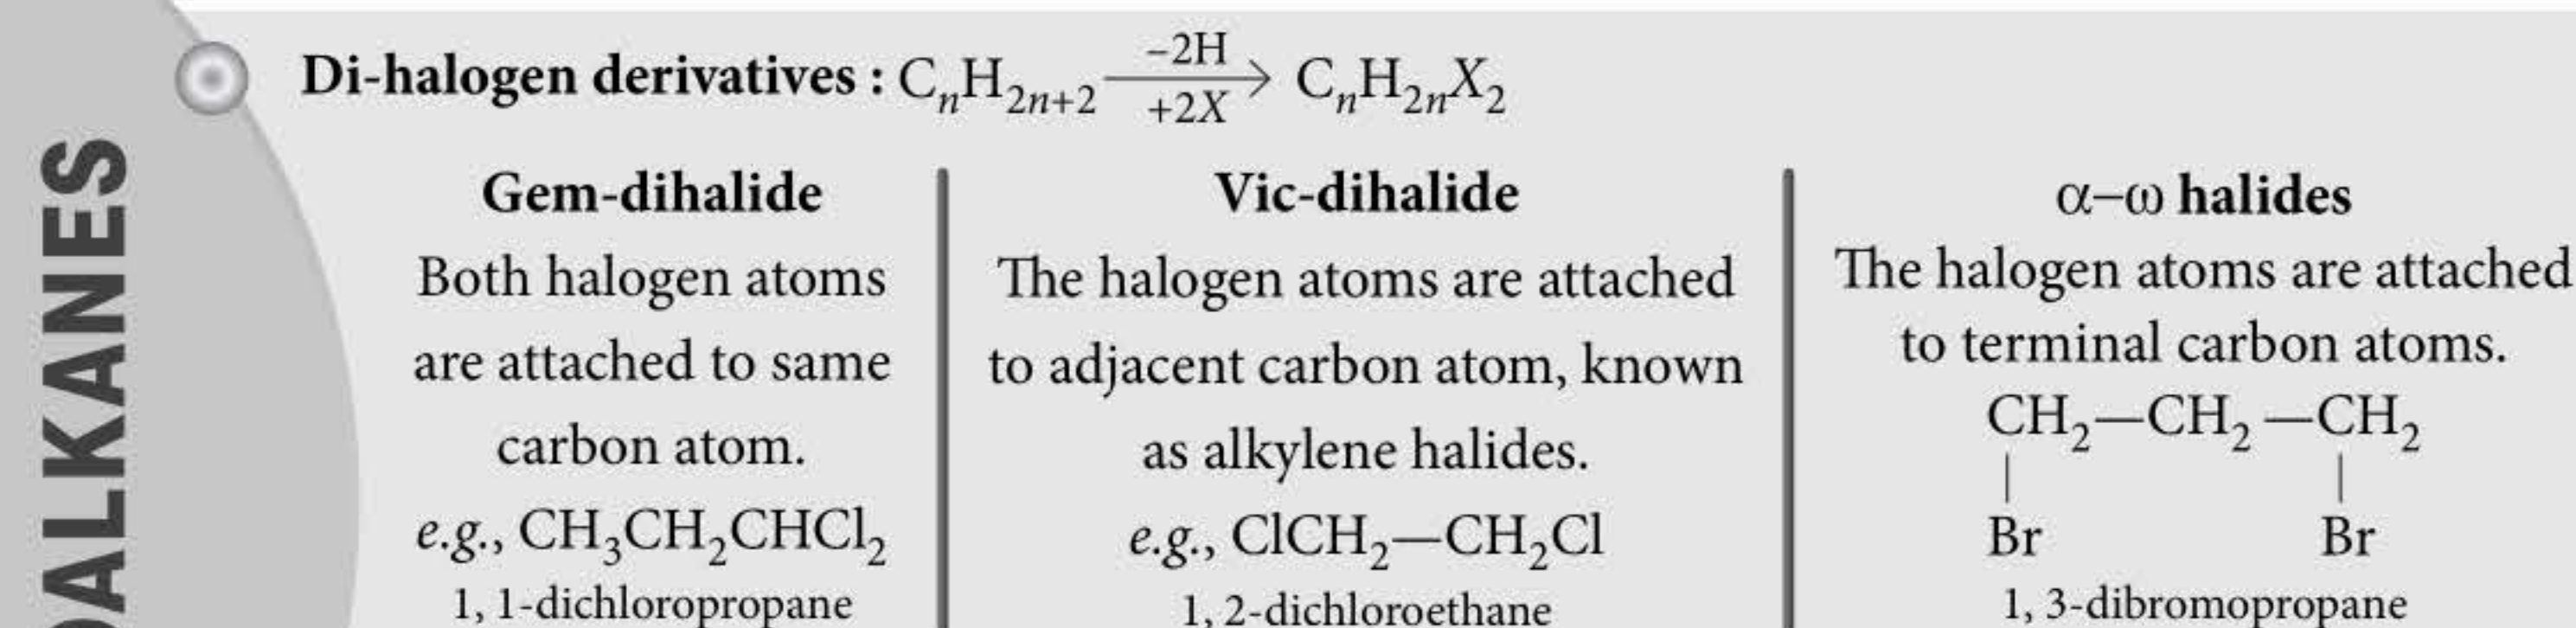 Di-halogen derivatives : CₙH₂ₙ₊₂ —−2H/+2X→ CₙH₂ₙX₂
Gem-dihalide
Both halogen atoms
are attached to same
carbon atom.
e.g., CH₃CH₂CHCl₂
1, 1-dichloropropane
Vic-dihalide
The halogen atoms are attached
to adjacent carbon atom, known
as alkylene halides.
e.g., ClCH₂—CH₂Cl
1, 2-dichloroethane
α–ω halides
The halogen atoms are attached
to terminal carbon atoms.
CH₂—CH₂—CH₂
| |
Br Br
1, 3-dibromopropane
OALKANES